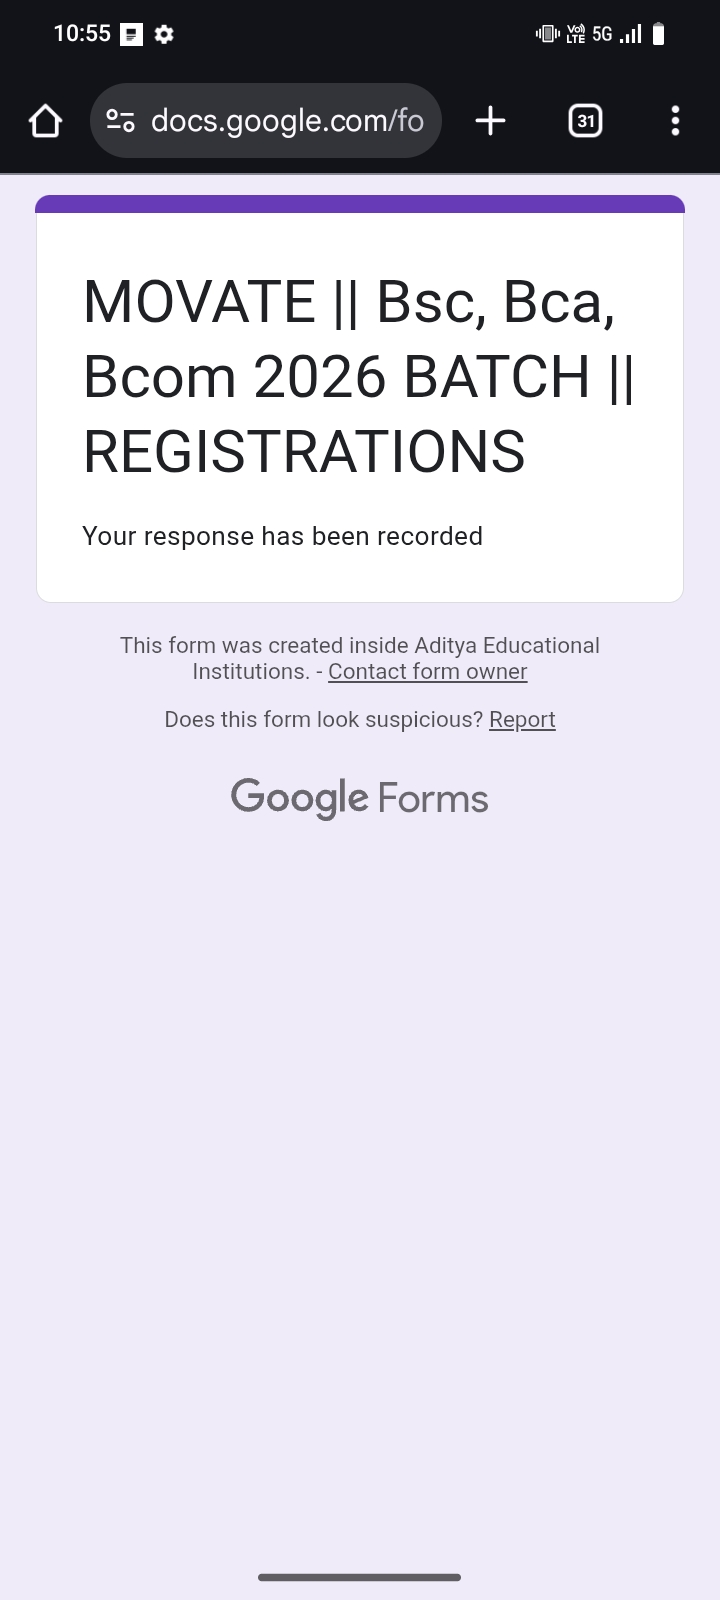 10:55
Vo) LTE 5G
docs.google.com/fo
31
MOVATE || Bsc, Bca,
Bcom 2026 BATCH ||
REGISTRATIONS
Your response has been recorded
This form was created inside Aditya Educational
Institutions. - Contact form owner
Does this form look suspicious? Report
Google Forms